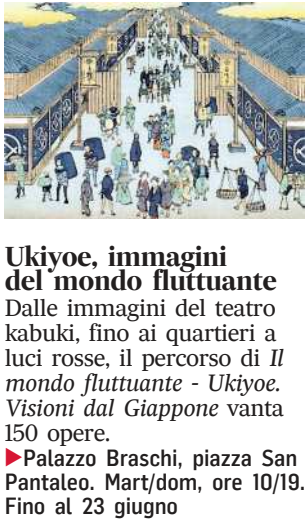 Ukiyoe, immagini
del mondo fluttuante
Dalle immagini del teatro
kabuki, fino ai quartieri a
luci rosse, il percorso di Il
mondo fluttuante - Ukiyoe.
Visioni dal Giappone vanta
150 opere.
▶Palazzo Braschi, piazza San
Pantaleo. Mart/dom, ore 10/19.
Fino al 23 giugno